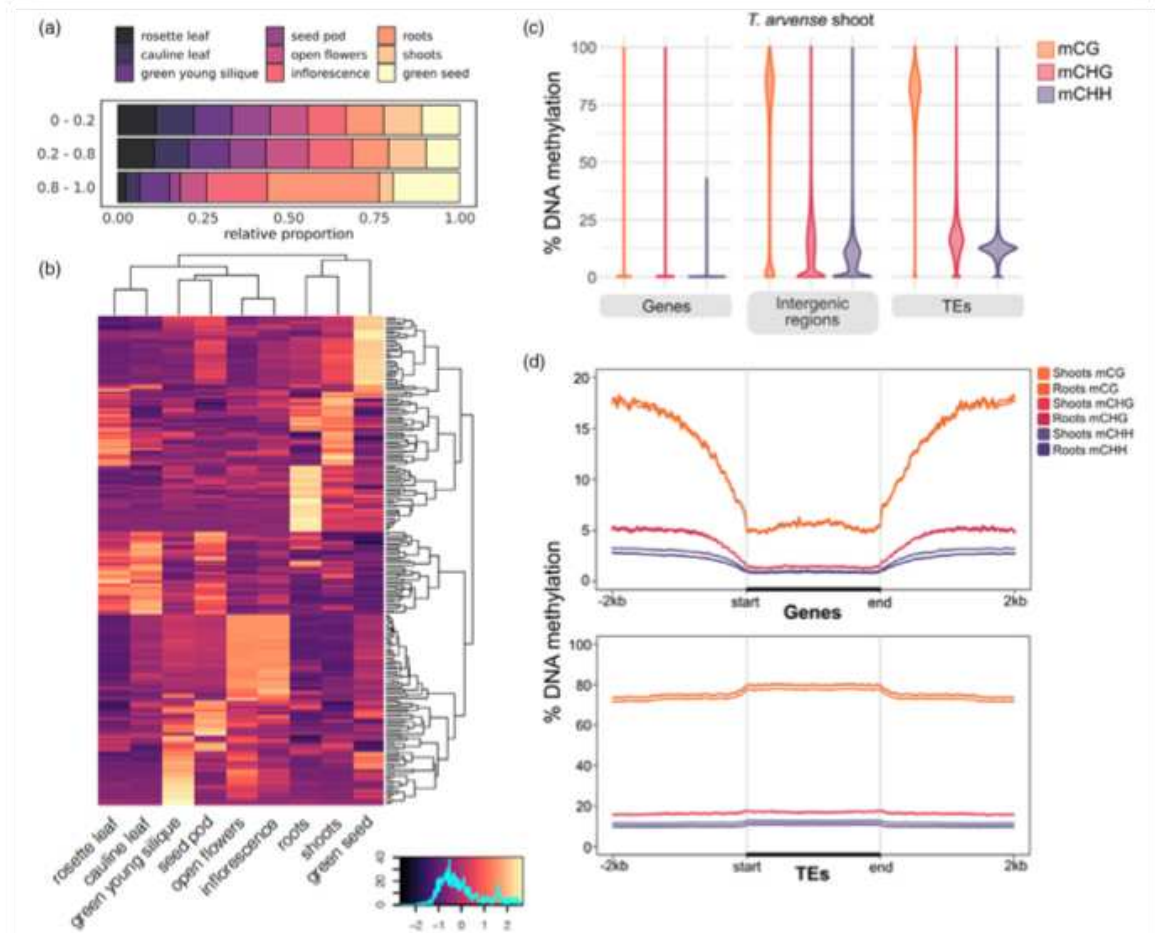 (a)
rosette leaf
cauline leaf
green young silique
seed pod
open flowers
inflorescence
roots
shoots
green seed
0 - 0.2
0.2 - 0.8
0.8 - 1.0
0.00 0.25 0.50 0.75 1.00
relative proportion
(b)
rosette leaf
cauline leaf
green young silique
seed pod
open flowers
inflorescence
roots
shoots
green seed
0 20 40
-2 -1 0 1 2
(c)
T. arvense shoot
% DNA methylation
100
75
50
25
0
mCG
mCHG
mCHH
Genes
Intergenic
regions
TEs
(d)
% DNA methylation
20
15
10
5
0
-2kb start end 2kb
Genes
Shoots mCG
Roots mCG
Shoots mCHG
Roots mCHG
Shoots mCHH
Roots mCHH
100
80
60
40
20
0
-2kb start end 2kb
TEs